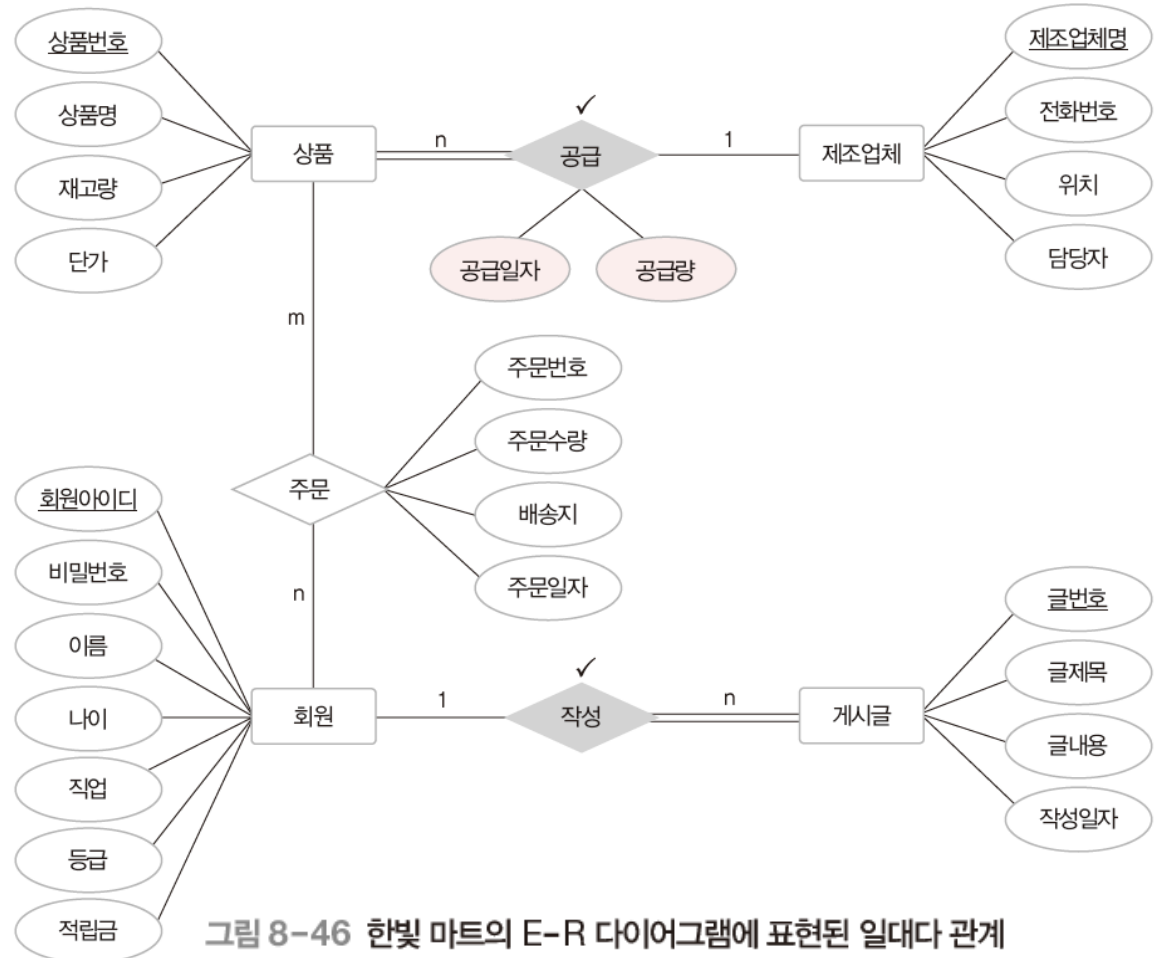 상품번호
상품명
재고량
단가
상품
n
✓
공급
1
제조업체
제조업체명
전화번호
위치
담당자
공급일자
공급량
m
주문번호
주문수량
배송지
주문일자
주문
n
회원아이디
비밀번호
이름
나이
직업
등급
적립금
회원
1
✓
작성
n
게시글
글번호
글제목
글내용
작성일자
그림 8-46 한빛 마트의 E-R 다이어그램에 표현된 일대다 관계